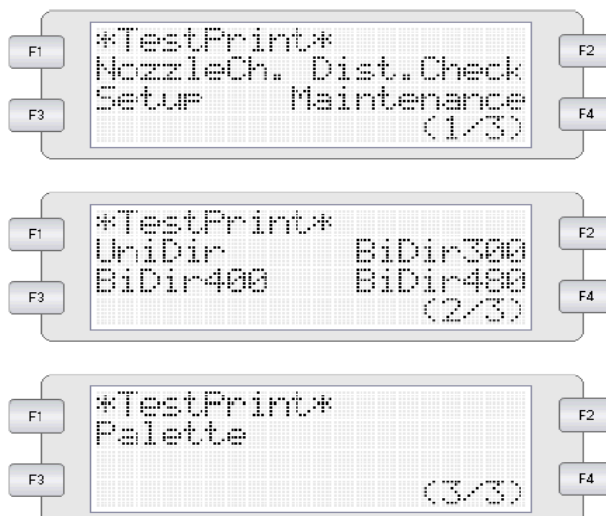 F1
*TestPrint*
F2
NozzleCh. Dist.Check
F3
Setup Maintenance
F4
(1/3)
F1
*TestPrint*
F2
UniDir BiDir300
F3
BiDir400 BiDir480
F4
(2/3)
F1
*TestPrint*
F2
Palette
F3
F4
(3/3)